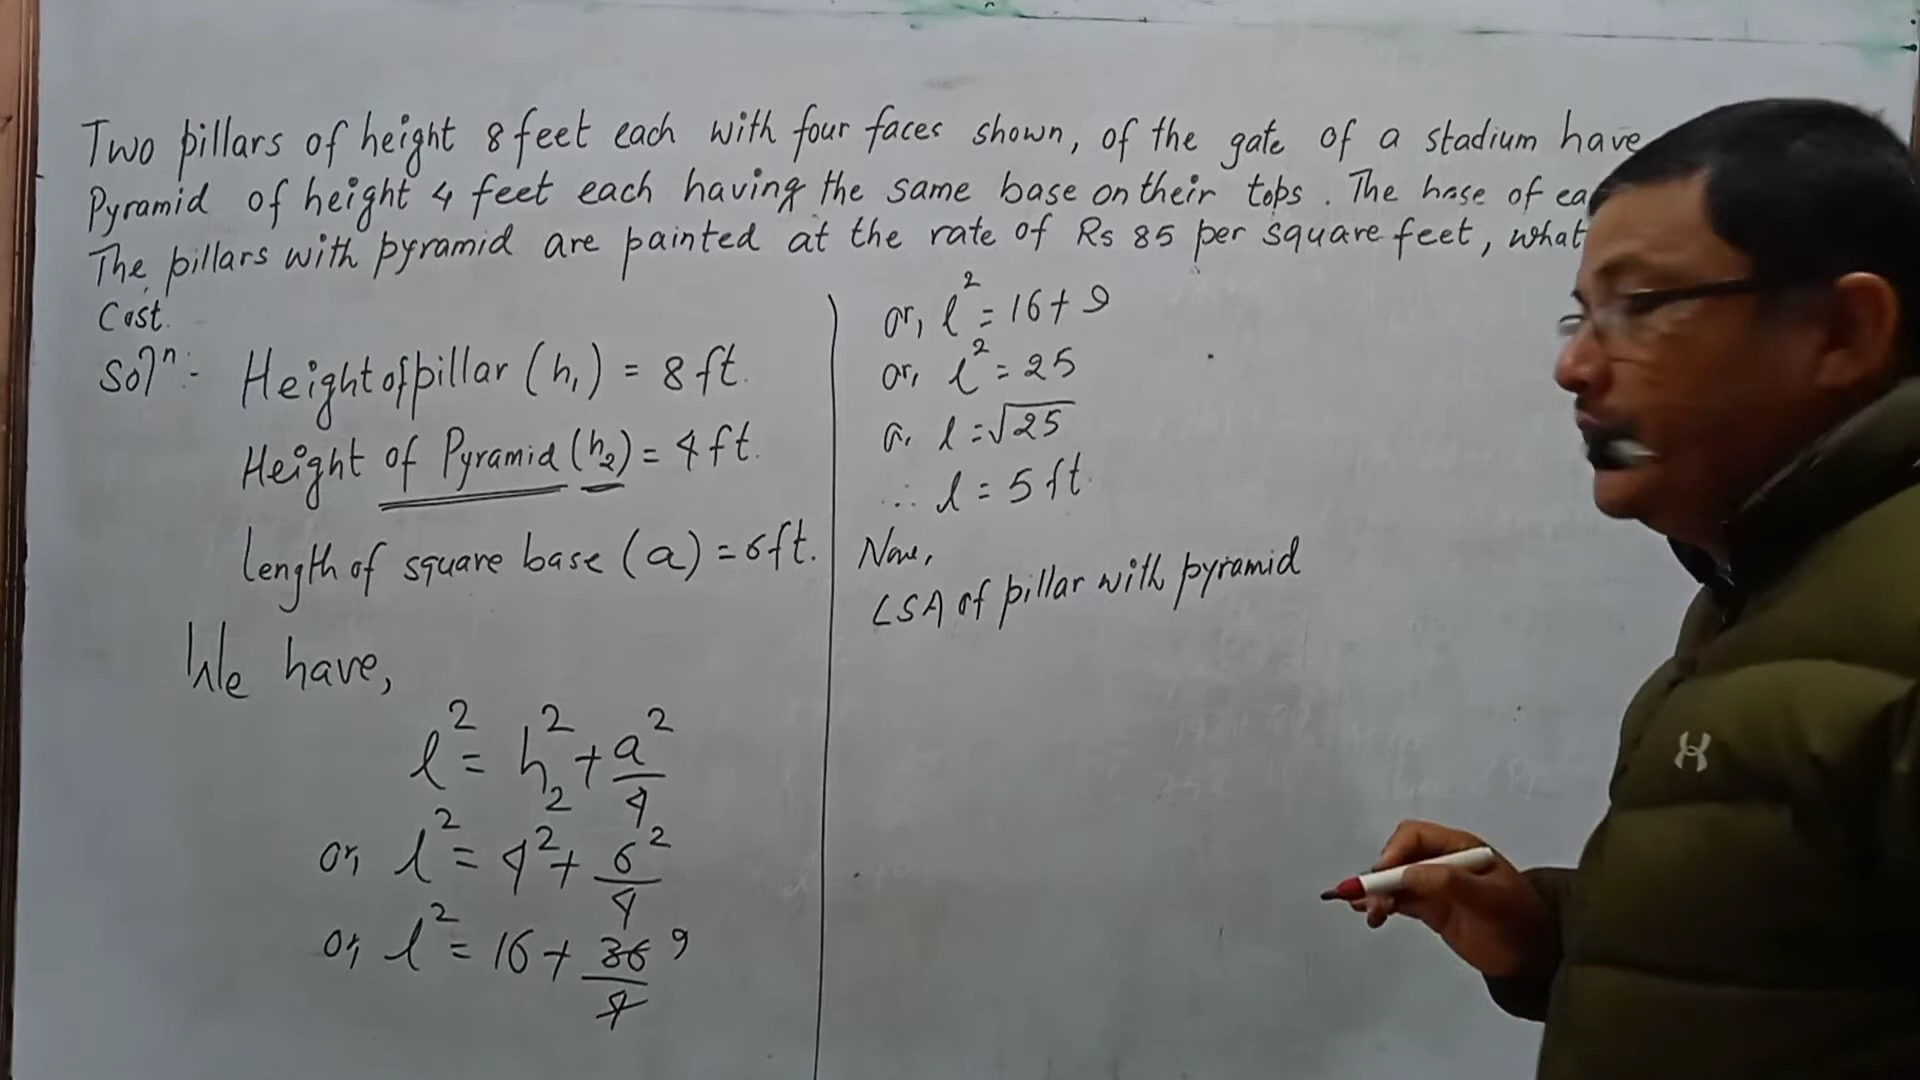 Two pillars of height 8 feet each with four faces shown, of the gate of a stadium have
Pyramid of height 4 feet each having the same base on their tops. The base of
The pillars with pyramid are painted at the rate of Rs 85 per square feet, what
Cost.
Solⁿ:- Height of pillar (h₁) = 8 ft.
Height of Pyramid (h₂) = 4 ft.
Length of square base (a) = 6 ft.
We have,
l² = h₂² + a²/4
or, l² = 4² + 6²/4
or, l² = 16 + 36/4 9
or, l² = 16 + 9
or, l² = 25
or, l = √25
∴ l = 5 ft.
Now,
LSA of pillar with pyramid